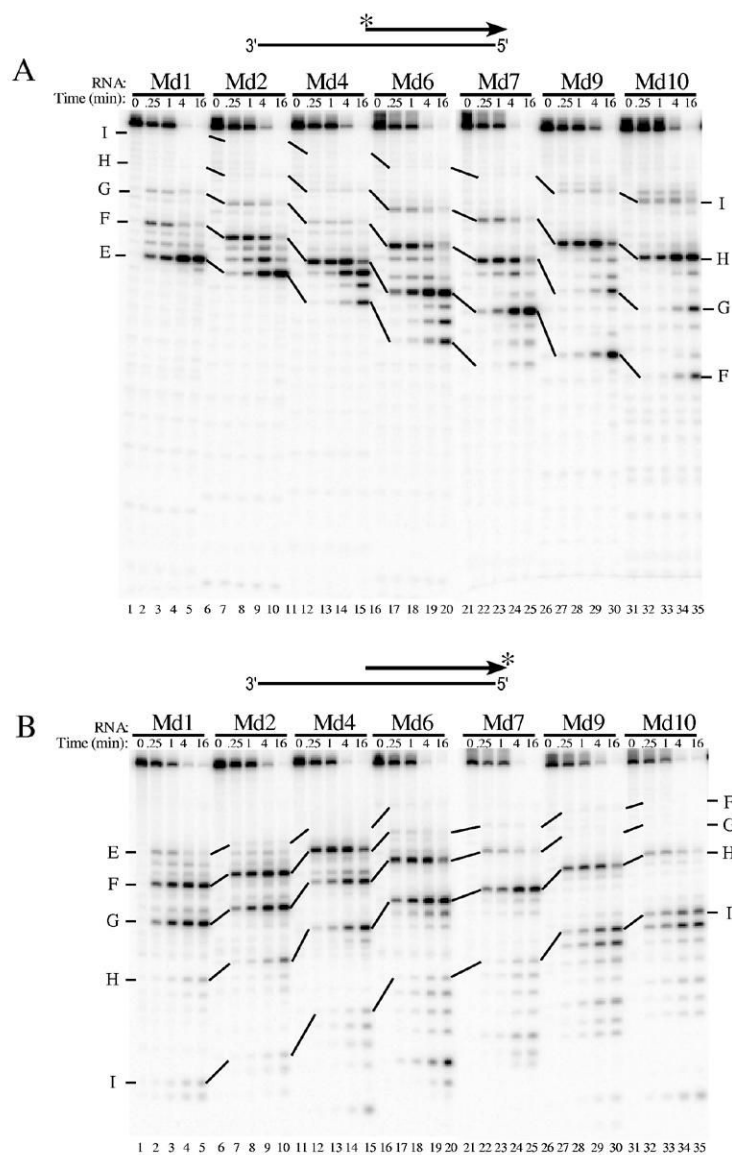 *
3' 5'
A
RNA: Md1 Md2 Md4 Md6 Md7 Md9 Md10
Time (min): 0 .25 1 4 16 0 .25 1 4 16 0 .25 1 4 16 0 .25 1 4 16 0 .25 1 4 16 0 .25 1 4 16 0 .25 1 4 16
I
H
G I
F
E H
G
F
1 2 3 4 5 6 7 8 9 10 11 12 13 14 15 16 17 18 19 20 21 22 23 24 25 26 27 28 29 30 31 32 33 34 35
*
3' 5'
B
RNA: Md1 Md2 Md4 Md6 Md7 Md9 Md10
Time (min): 0 .25 1 4 16 0 .25 1 4 16 0 .25 1 4 16 0 .25 1 4 16 0 .25 1 4 16 0 .25 1 4 16 0 .25 1 4 16
F
G
E H
F
G I
H
I
1 2 3 4 5 6 7 8 9 10 11 12 13 14 15 16 17 18 19 20 21 22 23 24 25 26 27 28 29 30 31 32 33 34 35